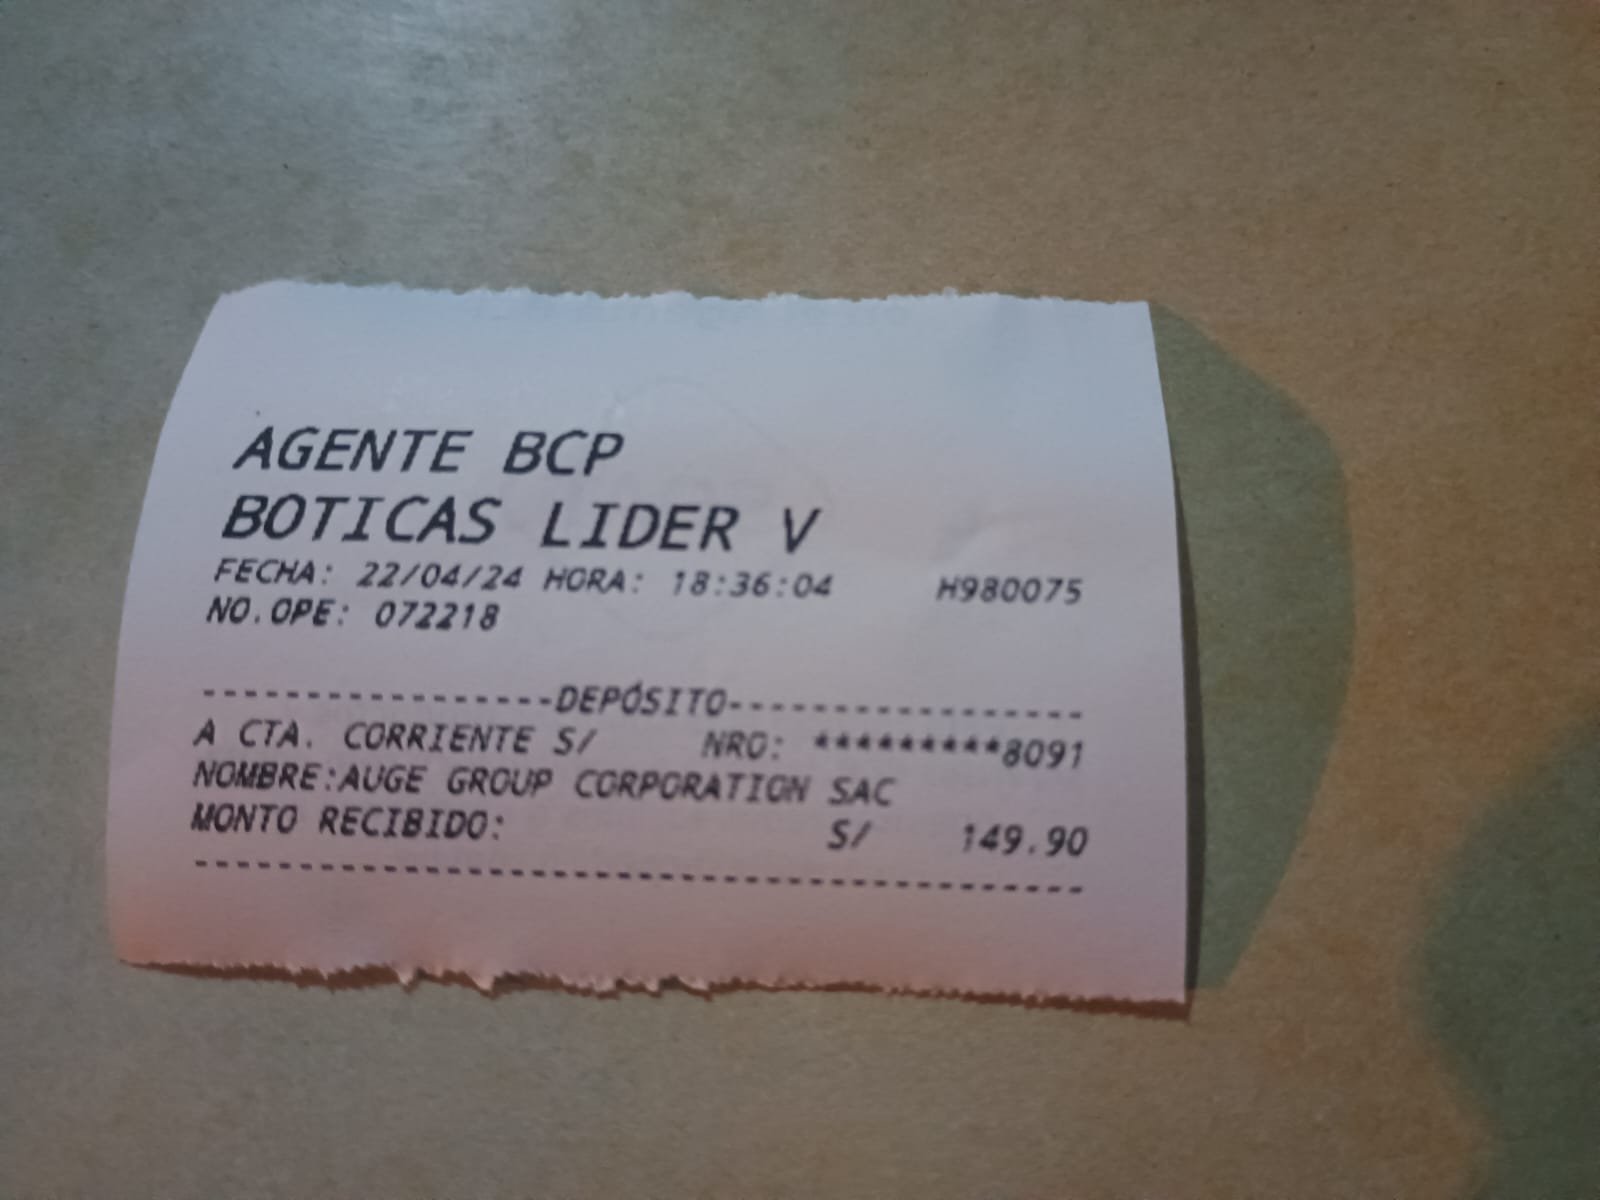 AGENTE BCP
BOTICAS LIDER V
FECHA: 22/04/24 HORA: 18:36:04 H980075
NO.OPE: 072218
-----------------DEPÓSITO-----------------
A CTA. CORRIENTE S/ NRO: *********8091
NOMBRE:AUGE GROUP CORPORATION SAC
MONTO RECIBIDO: S/ 149.90
------------------------------------------